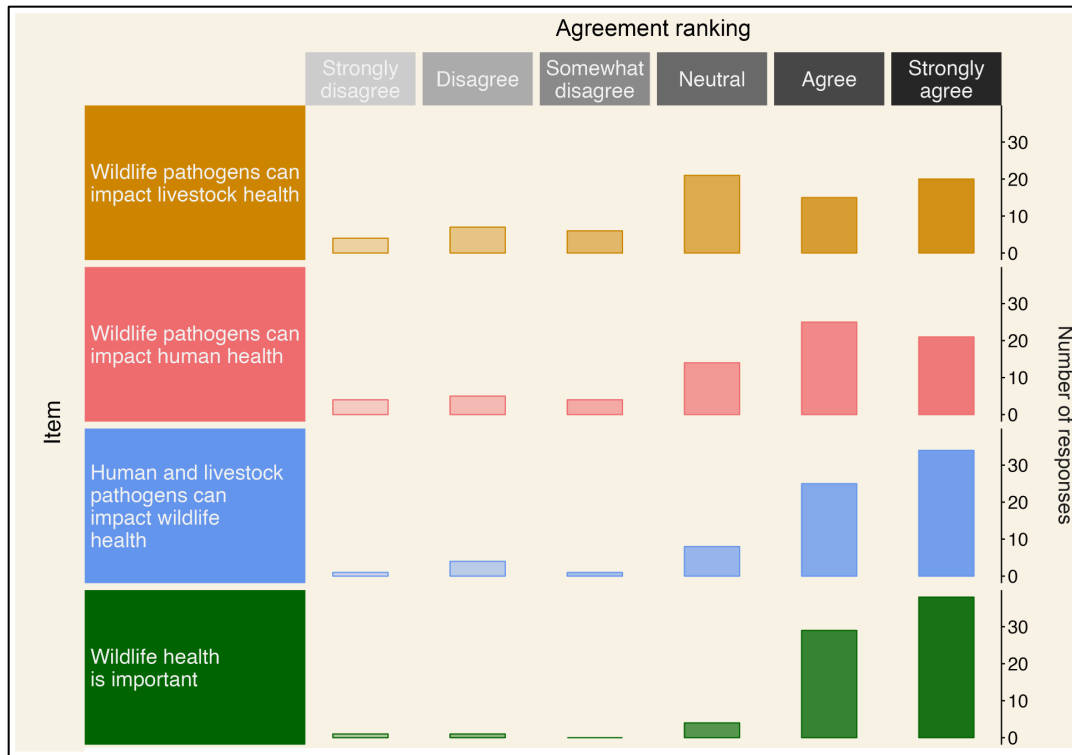 Agreement ranking
Strongly
disagree
Disagree
Somewhat
disagree
Neutral
Agree
Strongly
agree
Wildlife pathogens can
impact livestock health
30
20
10
0
Wildlife pathogens can
impact human health
30
20
10
0
Human and livestock
pathogens can
impact wildlife
health
30
20
10
0
Wildlife health
is important
30
20
10
0
Item
Number of responses